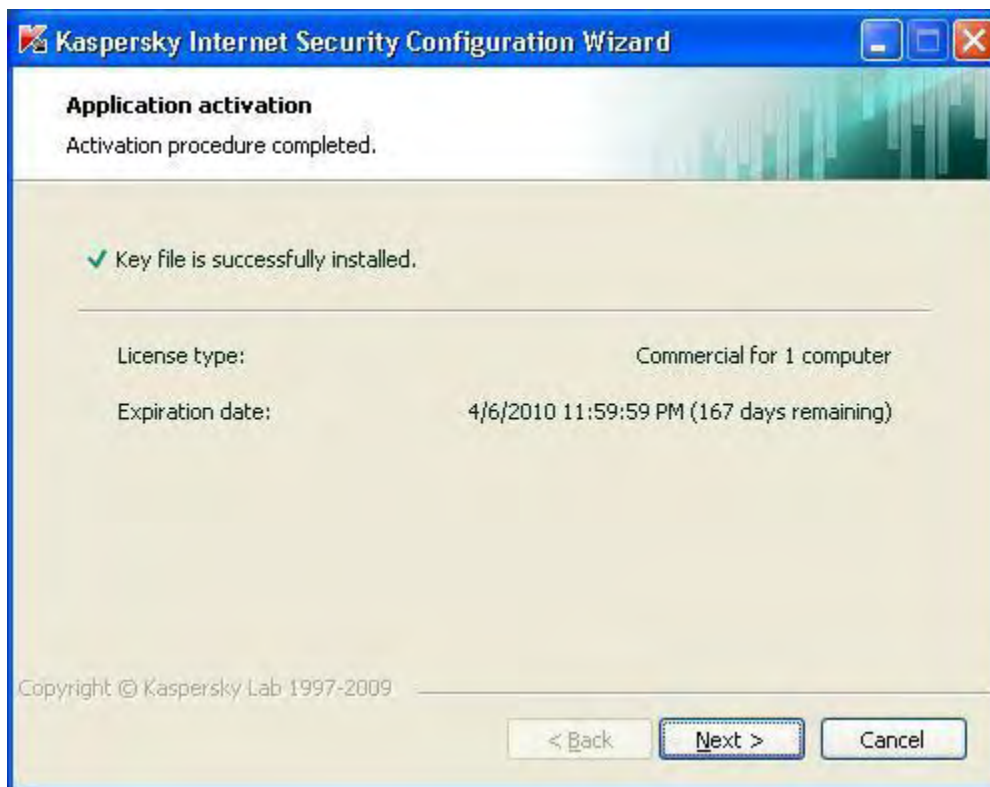 Kaspersky Internet Security Configuration Wizard
Application activation
Activation procedure completed.
Key file is successfully installed.
License type: Commercial for 1 computer
Expiration date: 4/6/2010 11:59:59 PM (167 days remaining)
Copyright © Kaspersky Lab 1997-2009
< Back Next > Cancel